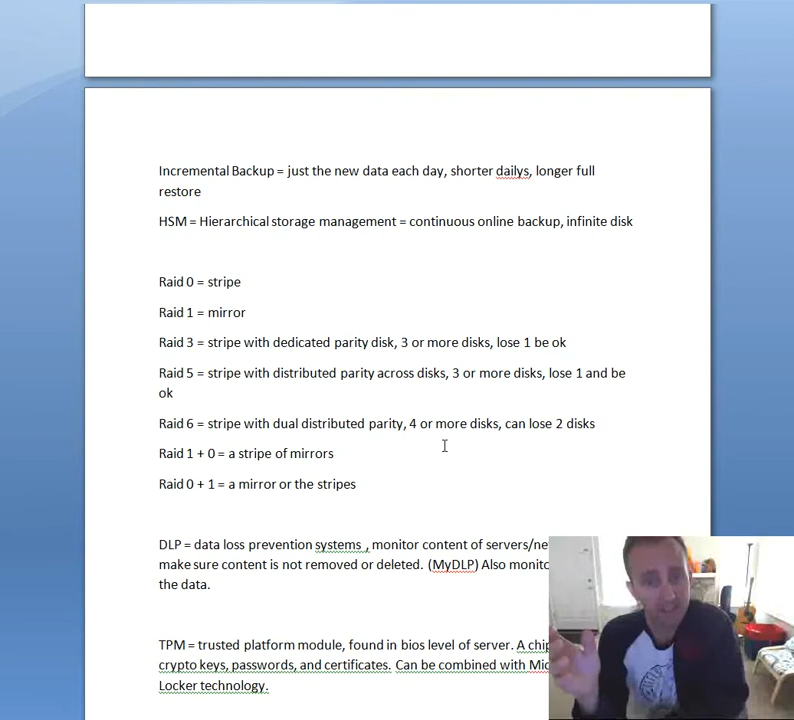 Incremental Backup = just the new data each day, shorter dailys, longer full
restore
HSM = Hierarchical storage management = continuous online backup, infinite disk
Raid 0 = stripe
Raid 1 = mirror
Raid 3 = stripe with dedicated parity disk, 3 or more disks, lose 1 be ok
Raid 5 = stripe with distributed parity across disks, 3 or more disks, lose 1 and be
ok
Raid 6 = stripe with dual distributed parity, 4 or more disks, can lose 2 disks
Raid 1 + 0 = a stripe of mirrors
Raid 0 + 1 = a mirror or the stripes
DLP = data loss prevention systems , monitor content of servers/
make sure content is not removed or deleted. (MyDLP) Also
the data.
TPM = trusted platform module, found in bios level of server. A
crypto keys, passwords, and certificates. Can be combined with
Locker technology.